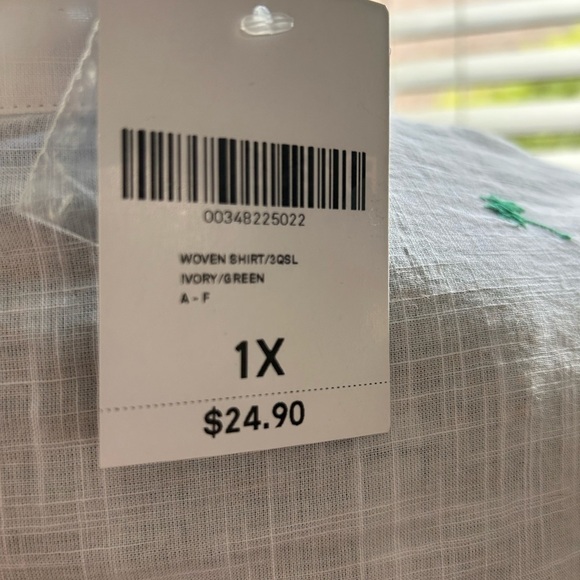 00348225022
WOVEN SHIRT/3QSL
IVORY/GREEN
A - F
1X
$24.90